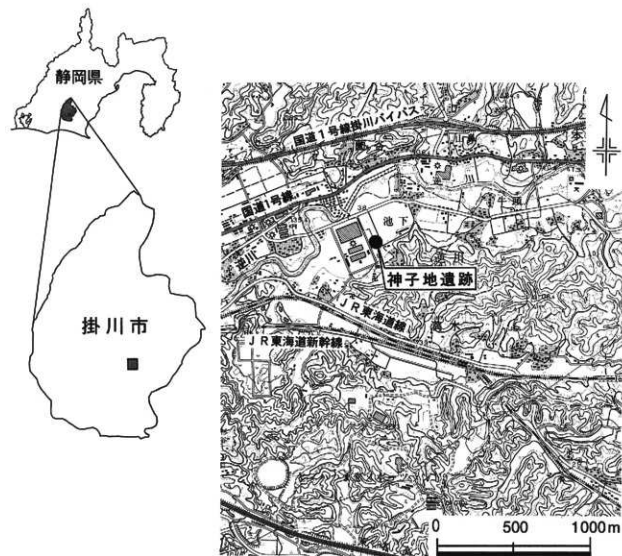 静岡県
掛川市
国道1号線掛川バイパス
国道1号線
池下
逆川
神子地遺跡
JR東海道線
JR東海道新幹線
0 500 1000m